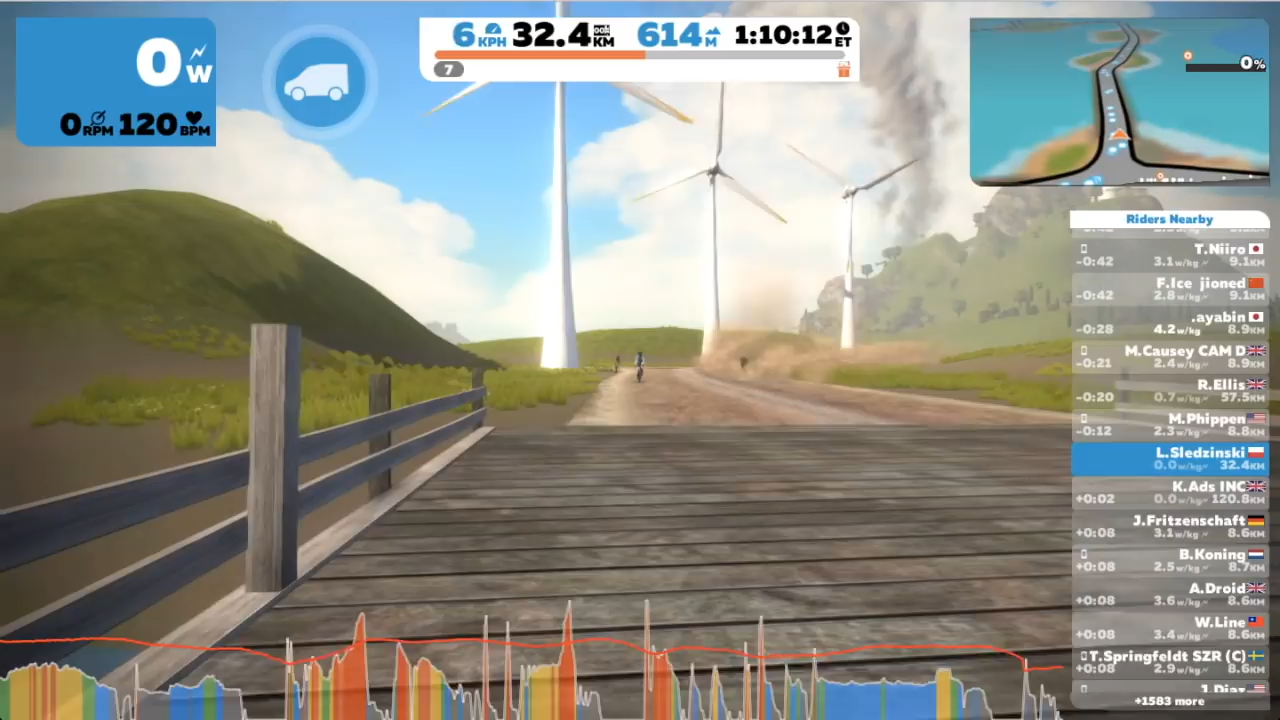 0w
0RPM 120BPM
6KPH 32.4KM 614M 1:10:12ET
7
0%
Riders Nearby
T.Niiro
-0:42 3.1w/kg 9.1KM
F.Ice jioned
-0:42 2.8w/kg 9.1KM
.ayabin
-0:28 4.2w/kg 8.9KM
M.Causey CAM D
-0:21 2.4w/kg 8.9KM
R.Ellis
-0:20 0.7w/kg 57.5KM
M.Phippen
-0:12 2.3w/kg 8.8KM
L.Sledzinski
0.0w/kg 32.4KM
K.Ads INC
+0:02 0.0w/kg 120.8KM
J.Fritzenschaft
+0:08 3.1w/kg 8.6KM
B.Koning
+0:08 2.5w/kg 8.7KM
A.Droid
+0:08 3.6w/kg 8.6KM
W.Line
+0:08 3.4w/kg 8.6KM
T.Springfeldt SZR (C)
+0:08 2.9w/kg 8.6KM
J.Diaz
+1583 more